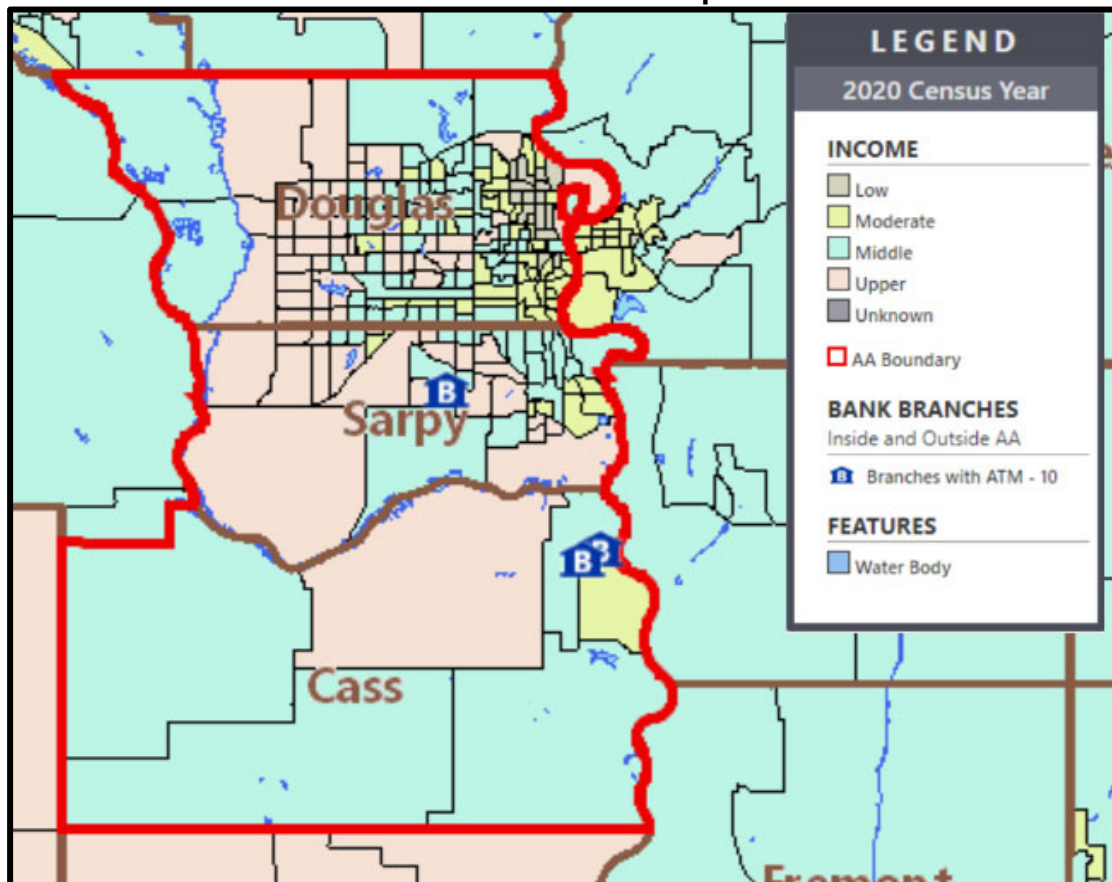 LEGEND
2020 Census Year
INCOME
Low
Moderate
Middle
Upper
Unknown
AA Boundary
BANK BRANCHES
Inside and Outside AA
B Branches with ATM - 10
FEATURES
Water Body
Douglas
B
Sarpy
B B
Cass